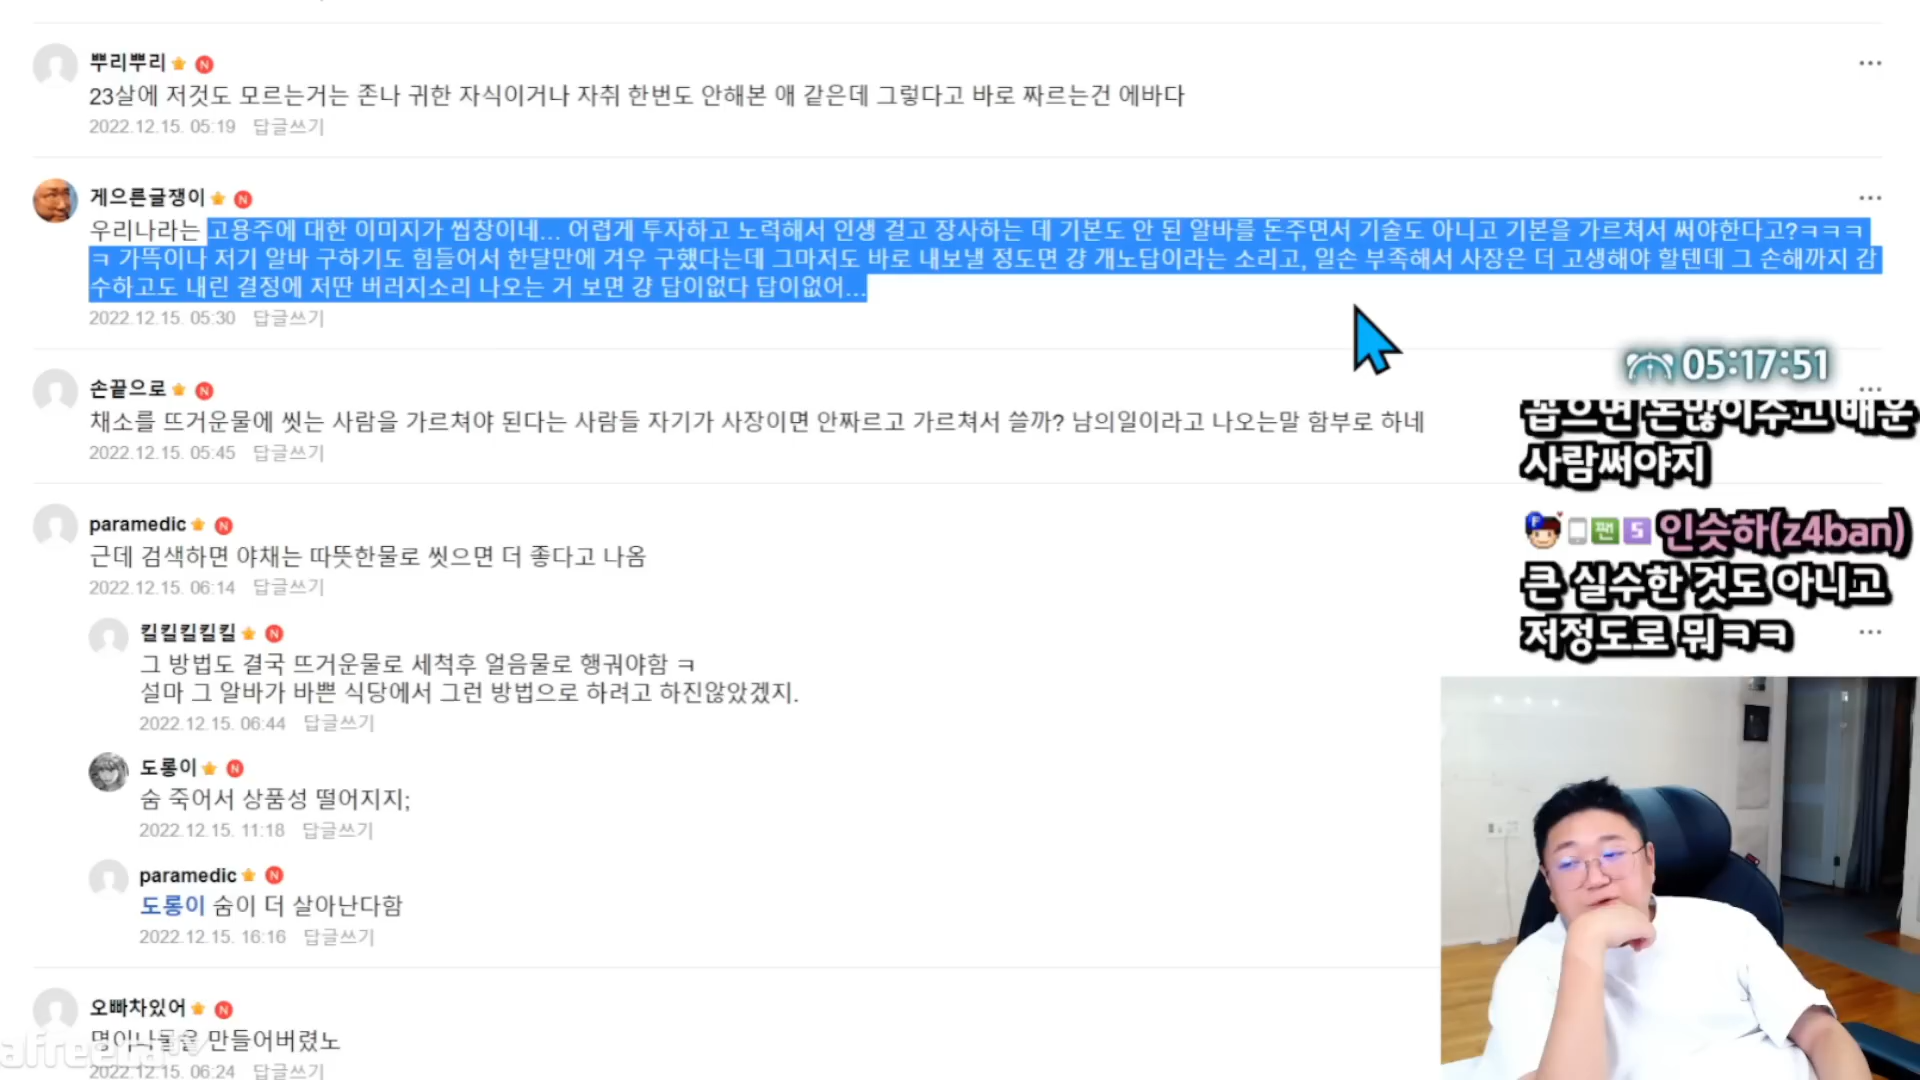 뿌리뿌리
23살에 저것도 모르는거는 존나 귀한 자식이거나 자취 한번도 안해본 애 같은데 그렇다고 바로 짜르는건 에바다
2022.12.15. 05:19 답글쓰기
게으른글쟁이
우리나라는 고용주에 대한 이미지가 씹창이네... 어렵게 투자하고 노력해서 인생 걸고 장사하는 데 기본도 안 된 알바를 돈주면서 기술도 아니고 기본을 가르쳐서 써야한다고?ㅋㅋㅋ
ㅋ 가뜩이나 저기 알바 구하기도 힘들어서 한달만에 겨우 구했다는데 그마저도 바로 내보낼 정도면 걍 개노답이라는 소리고, 일손 부족해서 사장은 더 고생해야 할텐데 그 손해까지 감
수하고도 내린 결정에 저딴 버러지소리 나오는 거 보면 걍 답이없다 답이없어...
2022.12.15. 05:30 답글쓰기
손끝으로
채소를 뜨거운물에 씻는 사람을 가르쳐야 된다는 사람들 자기가 사장이면 안짜르고 가르쳐서 쓸까? 남의일이라고 나오는말 함부로 하네
2022.12.15. 05:45 답글쓰기
paramedic
근데 검색하면 야채는 따뜻한물로 씻으면 더 좋다고 나옴
2022.12.15. 06:14 답글쓰기
킬킬킬킬킬
그 방법도 결국 뜨거운물로 세척후 얼음물로 행궈야함 ㅋ
설마 그 알바가 바쁜 식당에서 그런 방법으로 하려고 하진않았겠지.
2022.12.15. 06:44 답글쓰기
도롱이
숨 죽어서 상품성 떨어지지;
2022.12.15. 11:18 답글쓰기
paramedic
도롱이 숨이 더 살아난다함
2022.12.15. 16:16 답글쓰기
오빠차있어
명이나물을 만들어버렸노
2022.12.15. 06:24 답글쓰기
afreecaTV
05:17:51
꼽으면 돈많이주고 배운
사람써야지
팬 5 인슷하(z4ban)
큰 실수한 것도 아니고
저정도로 뭐ㅋㅋ